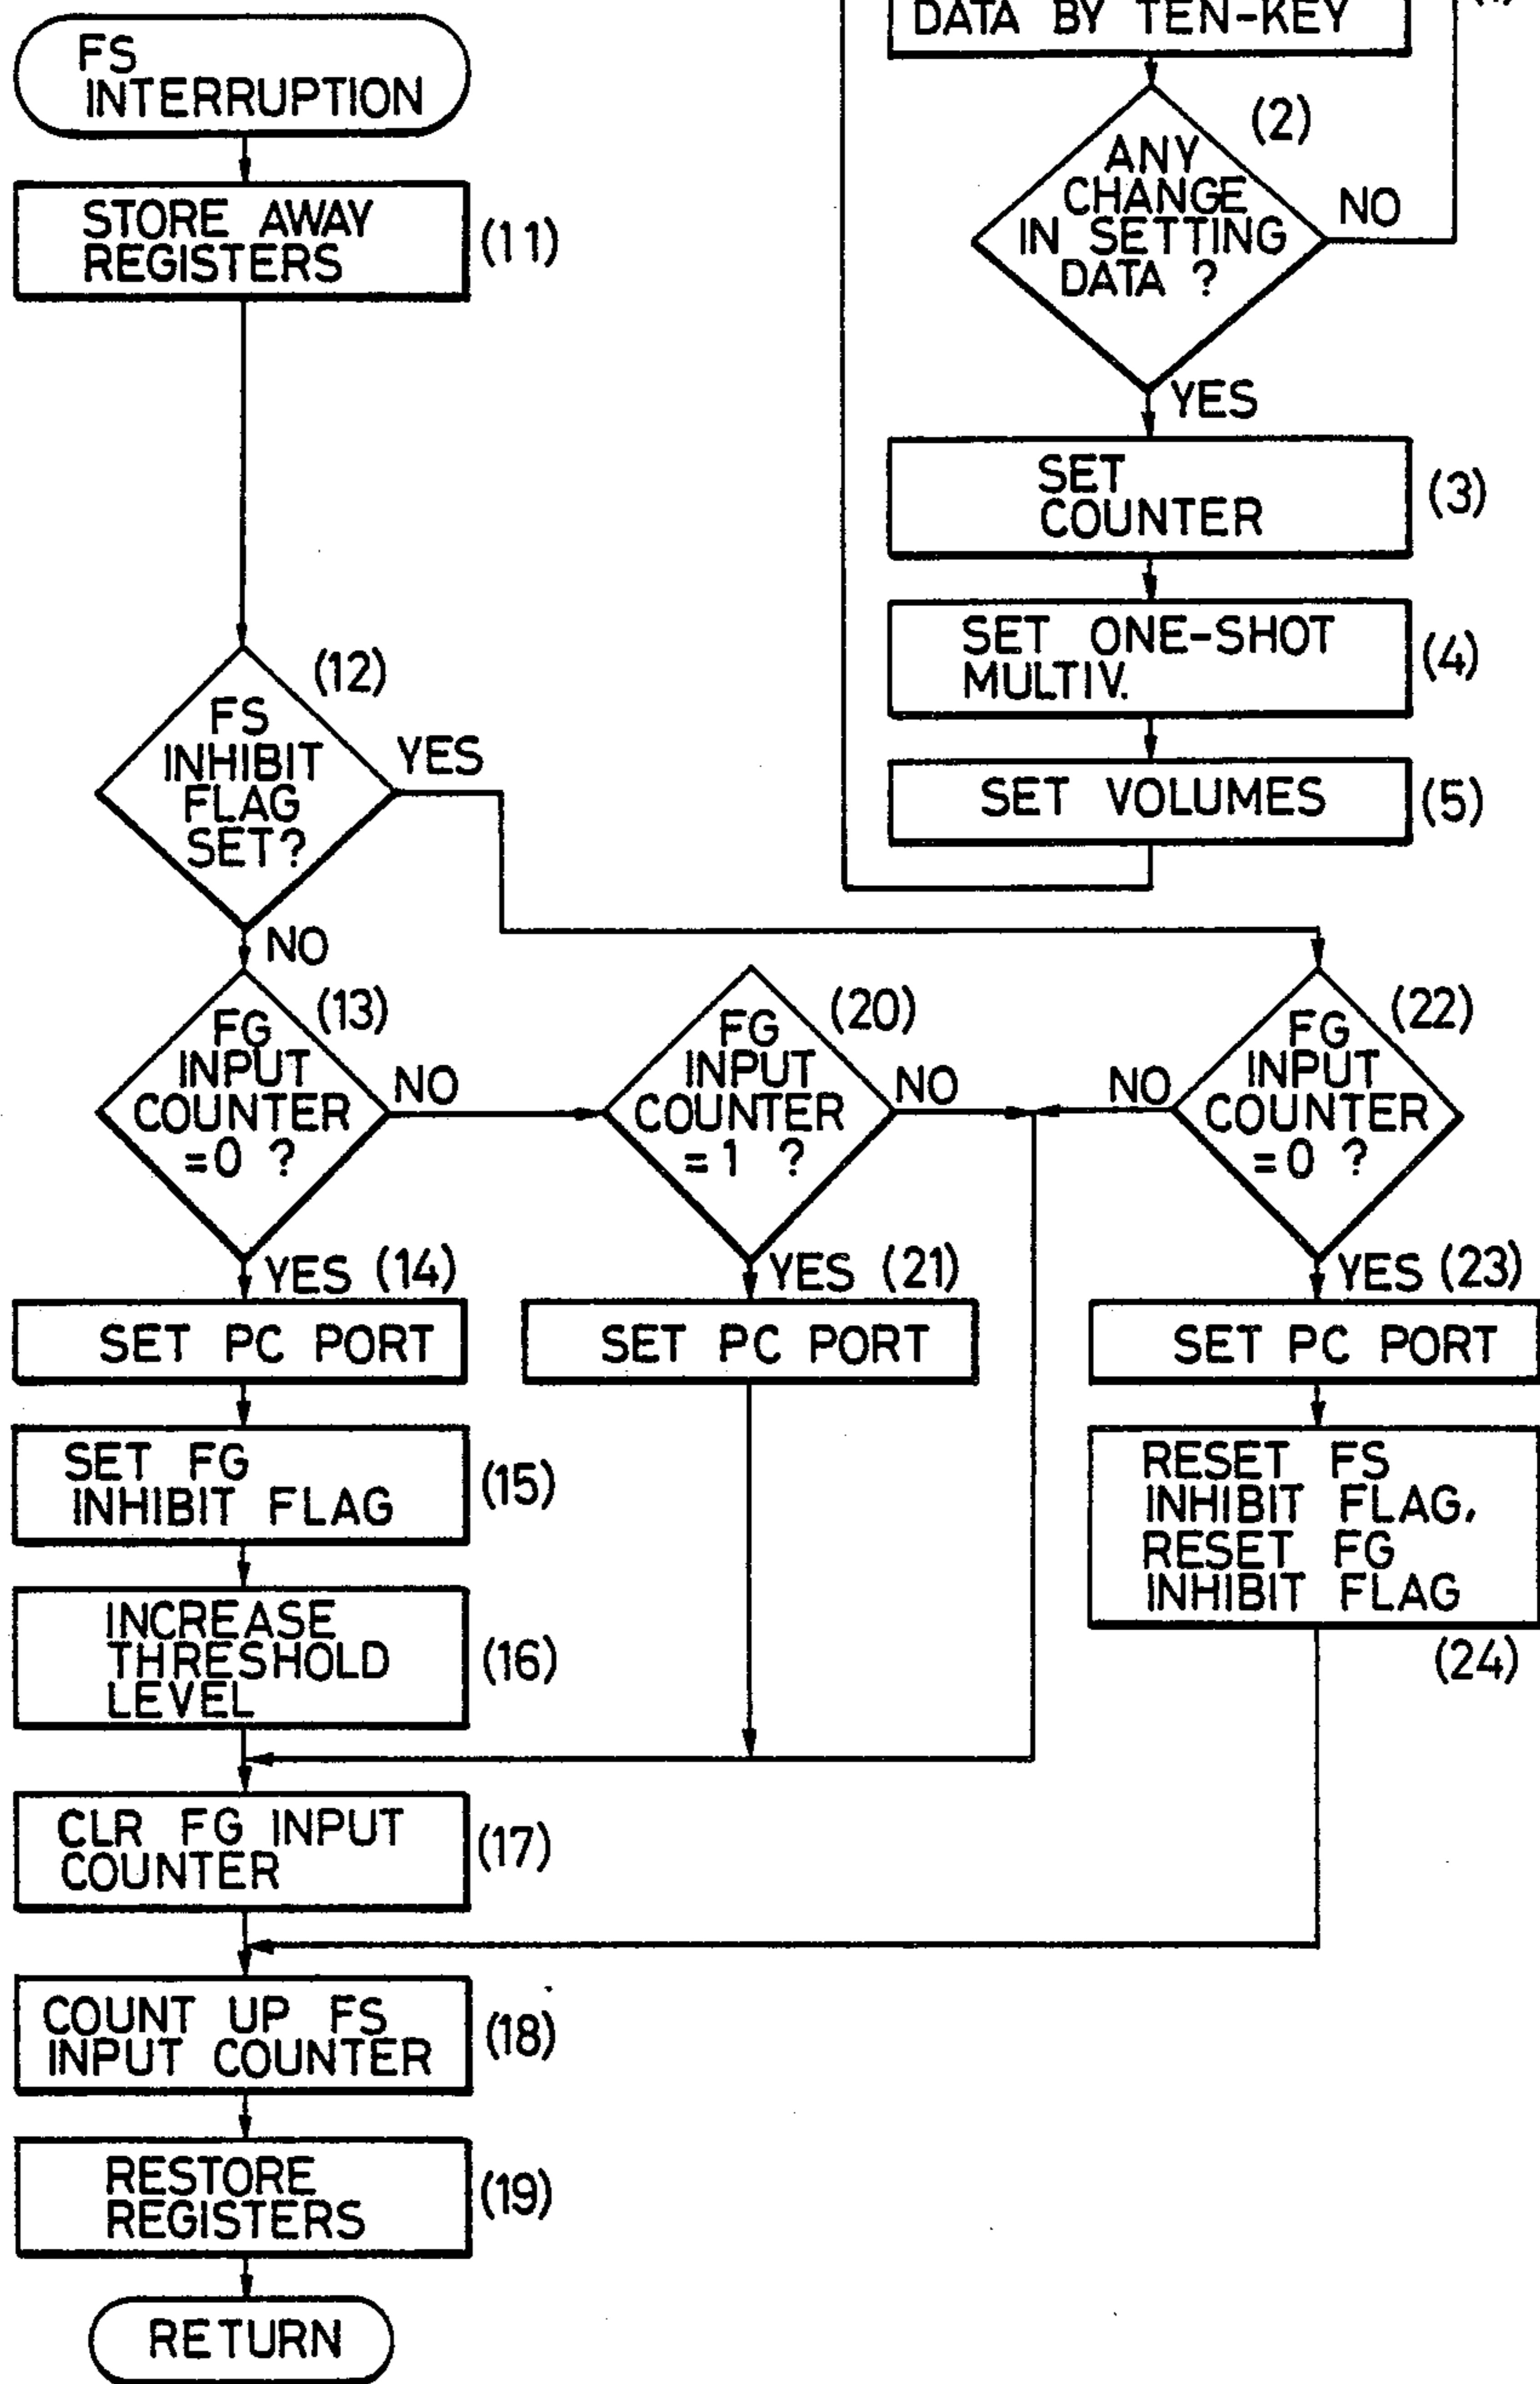 FS
INTERRUPTION
STORE AWAY
REGISTERS
(11)
FS
INHIBIT
FLAG
SET?
(12)
YES
NO
FG
INPUT
COUNTER
=0 ?
(13)
NO
YES (14)
SET PC PORT
SET FG
INHIBIT FLAG
(15)
INCREASE
THRESHOLD
LEVEL
(16)
CLR FG INPUT
COUNTER
(17)
COUNT UP FS
INPUT COUNTER
(18)
RESTORE
REGISTERS
(19)
RETURN
FG
INPUT
COUNTER
=1 ?
(20)
NO
YES (21)
SET PC PORT
FG
INPUT
COUNTER
=0 ?
(22)
NO
YES (23)
SET PC PORT
RESET FS
INHIBIT FLAG,
RESET FG
INHIBIT FLAG
(24)
DATA BY TEN-KEY
ANY
CHANGE
IN SETTING
DATA ?
(2)
NO
YES
SET
COUNTER
(3)
SET ONE-SHOT
MULTIV.
(4)
SET VOLUMES
(5)